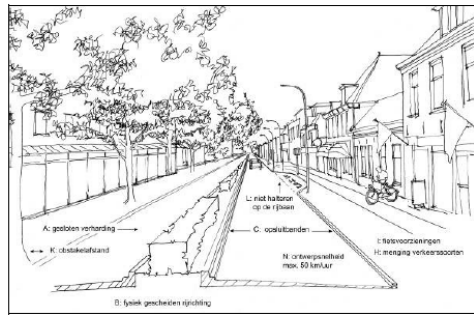 L: niet halteren
op de rijbaan
A: gesloten verharding
C: opsluitbanden
K: obstakelafstand
I: fietsvoorzieningen
H: menging verkeerssoorten
N: ontwerpsnelheid
max. 50 km/uur
B: fysiek gescheiden rijrichting